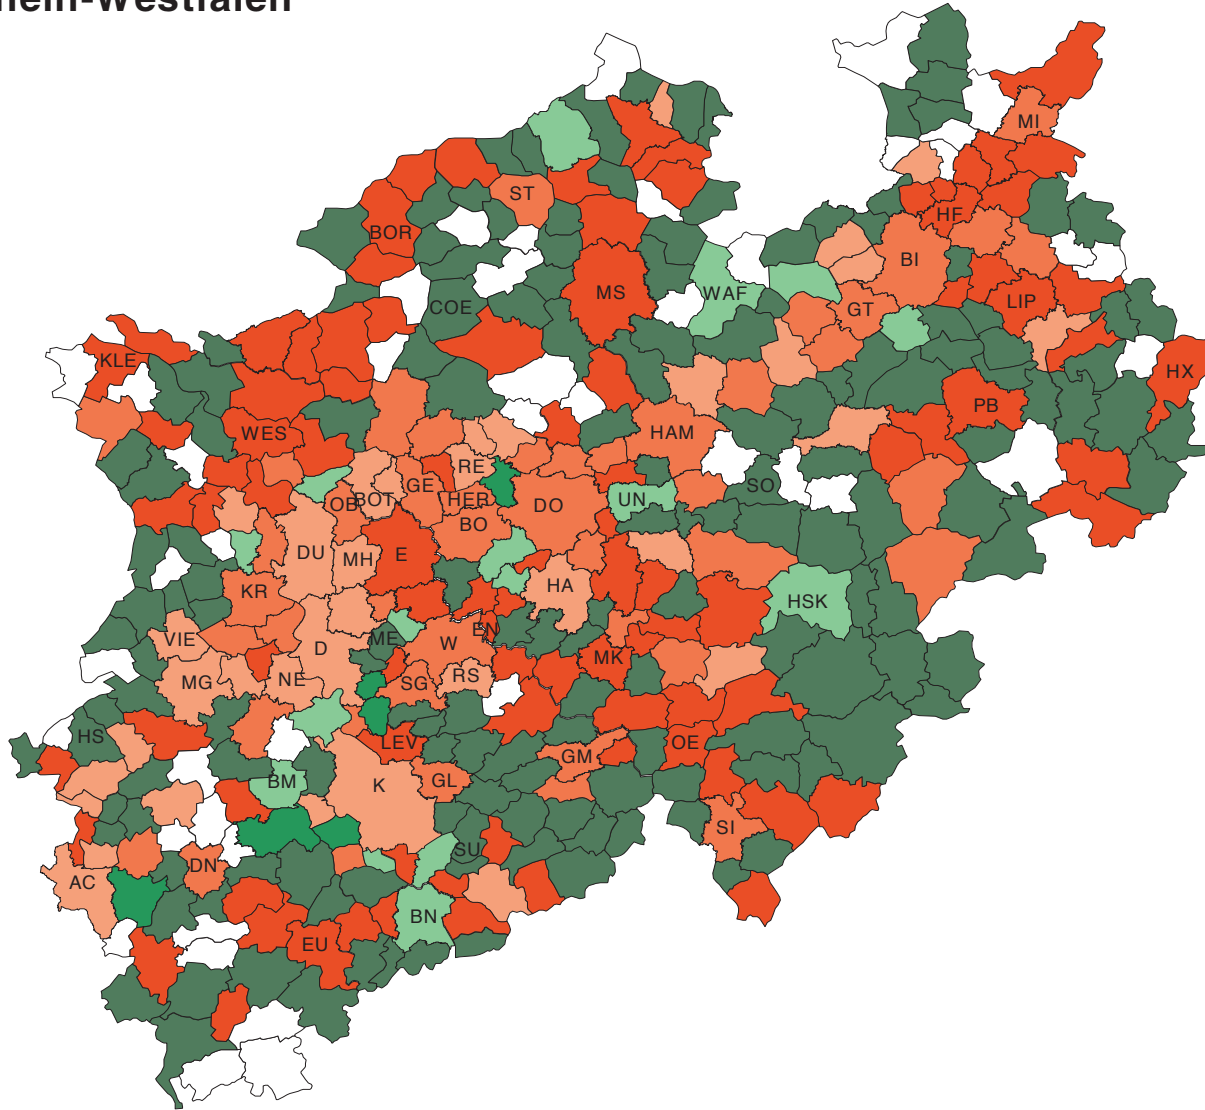 hein-Westfalen
MI
ST
HF
BOR
BI
MS
WAF
LIP
COE
GT
KLE
HX
PB
WES
HAM
RE
GE
SO
BOT
HER
UN
OB
DO
BO
DU
MH
E
HA
KR
HSK
EN
VIE
ME
W
D
MK
NE
RS
MG
SG
HS
LEV
OE
GM
BM
K
GL
SI
SU
DN
AC
BN
EU